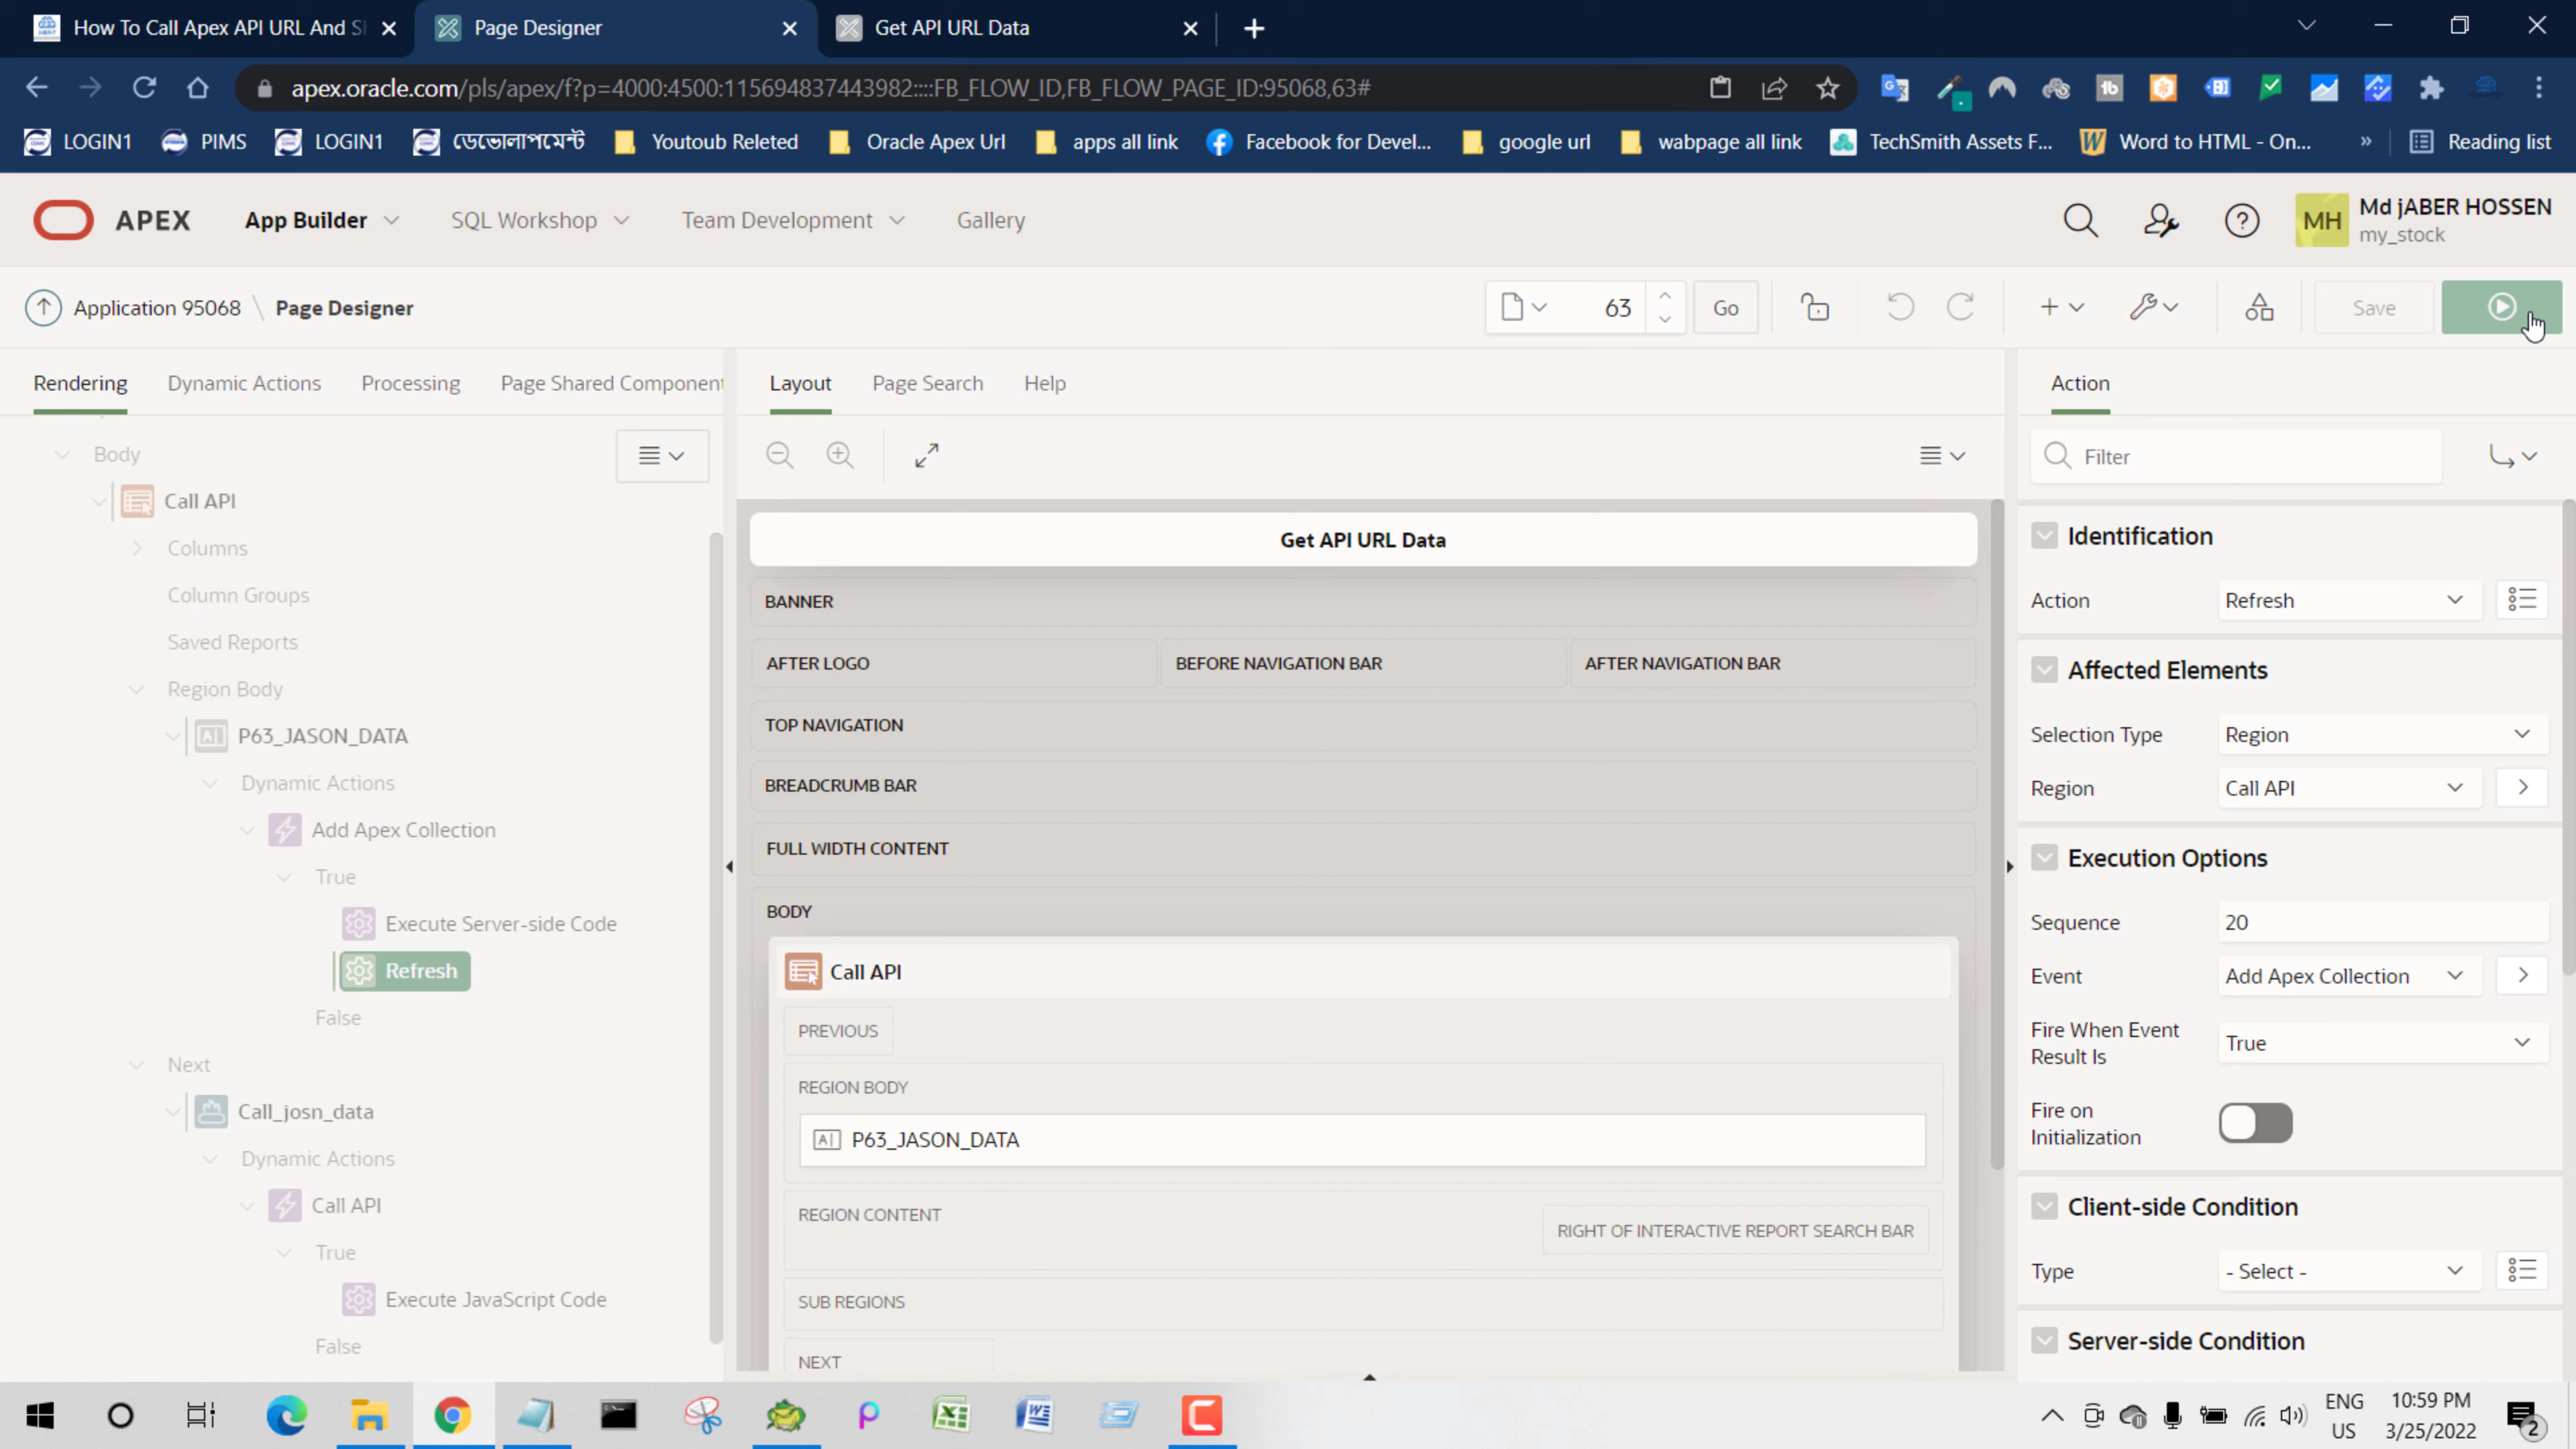 How To Call Apex API URL And S
Page Designer
Get API URL Data
apex.oracle.com/pls/apex/f?p=4000:4500:115694837443982::::FB_FLOW_ID,FB_FLOW_PAGE_ID:95068,63#
LOGIN1
PIMS
LOGIN1
ডেভোলাপমেন্ট
Youtoub Releted
Oracle Apex Url
apps all link
Facebook for Devel...
google url
wabpage all link
TechSmith Assets F...
Word to HTML - On...
»
Reading list
APEX
App Builder
SQL Workshop
Team Development
Gallery
MH
Md jABER HOSSEN
my_stock
Application 95068 \ Page Designer
63
Go
Save
Rendering
Dynamic Actions
Processing
Page Shared Component
Layout
Page Search
Help
Action
Body
Call API
Columns
Column Groups
Saved Reports
Region Body
P63_JASON_DATA
Dynamic Actions
Add Apex Collection
True
Execute Server-side Code
Refresh
False
Next
Call_josn_data
Dynamic Actions
Call API
True
Execute JavaScript Code
False
Get API URL Data
BANNER
AFTER LOGO
BEFORE NAVIGATION BAR
AFTER NAVIGATION BAR
TOP NAVIGATION
BREADCRUMB BAR
FULL WIDTH CONTENT
BODY
Call API
PREVIOUS
REGION BODY
P63_JASON_DATA
REGION CONTENT
RIGHT OF INTERACTIVE REPORT SEARCH BAR
SUB REGIONS
NEXT
Filter
Identification
Action
Refresh
Affected Elements
Selection Type
Region
Region
Call API
Execution Options
Sequence
20
Event
Add Apex Collection
Fire When Event
Result Is
True
Fire on
Initialization
Client-side Condition
Type
- Select -
Server-side Condition
ENG
US
10:59 PM
3/25/2022
2